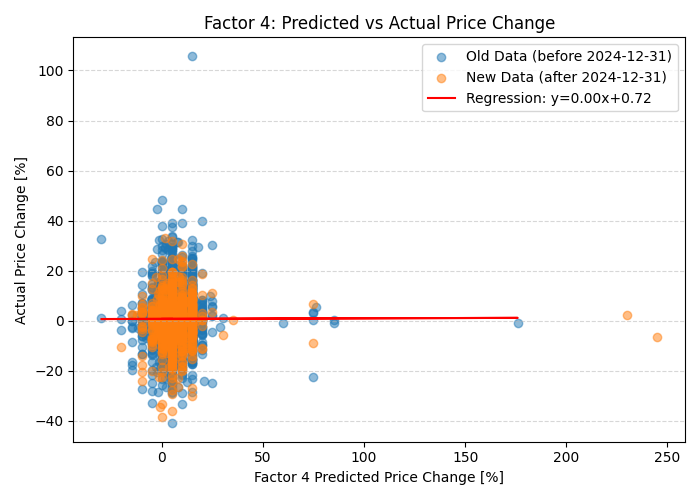 Factor 4: Predicted vs Actual Price Change
Old Data (before 2024-12-31)
New Data (after 2024-12-31)
Regression: y=0.00x+0.72
Actual Price Change [%]
100
80
60
40
20
0
−20
−40
0 50 100 150 200 250
Factor 4 Predicted Price Change [%]